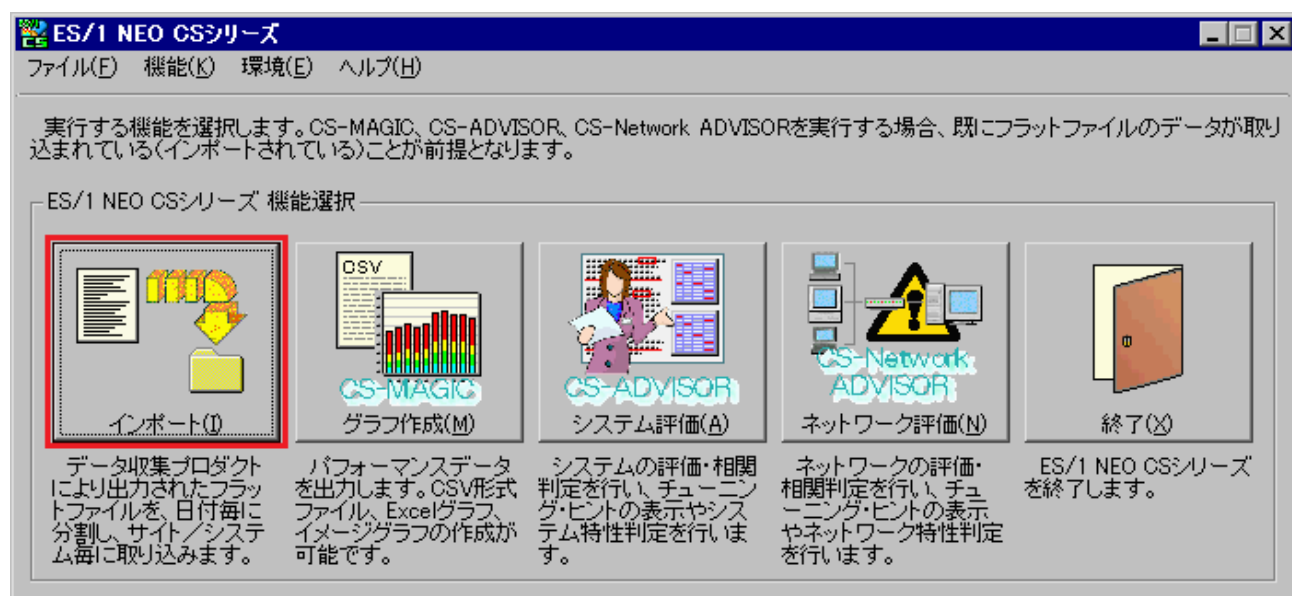 ES/1 NEO CSシリーズ
ファイル(F) 機能(K) 環境(E) ヘルプ(H)
実行する機能を選択します。CS-MAGIC、CS-ADVISOR、CS-Network ADVISORを実行する場合、既にフラットファイルのデータが取り
込まれている(インポートされている)ことが前提となります。
ES/1 NEO CSシリーズ 機能選択
インポート(I)
データ収集プロダクト
により出力されたフラッ
トファイルを、日付毎に
分割し、サイト/システ
ム毎に取り込みます。
CSV
CS-MAGIC
グラフ作成(M)
パフォーマンスデータ
を出力します。CSV形式
ファイル、Excelグラフ、
イメージグラフの作成が
可能です。
CS-ADVISOR
システム評価(A)
システムの評価・相関
判定を行い、チューニン
グ・ヒントの表示やシス
テム特性判定を行いま
す。
CS-Network
ADVISOR
ネットワーク評価(N)
ネットワークの評価・
相関判定を行い、チュ
ーニング・ヒントの表示
やネットワーク特性判定
を行います。
終了(X)
ES/1 NEO CSシリーズ
を終了します。